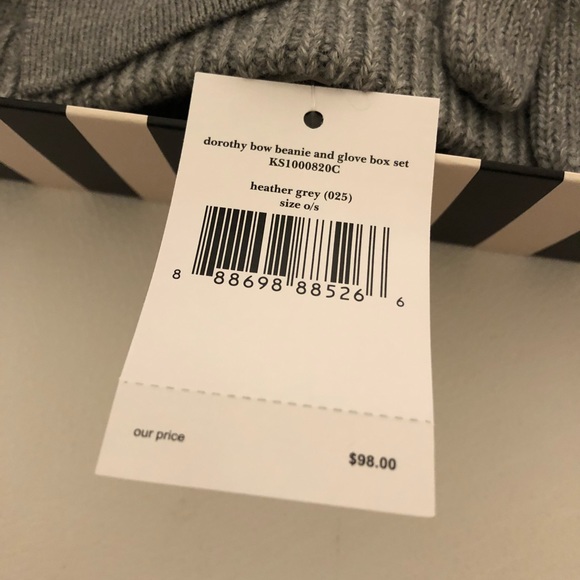 dorothy bow beanie and glove box set
KS1000820C
heather grey (025)
size o/s
8 88698 88526 6
our price
$98.00